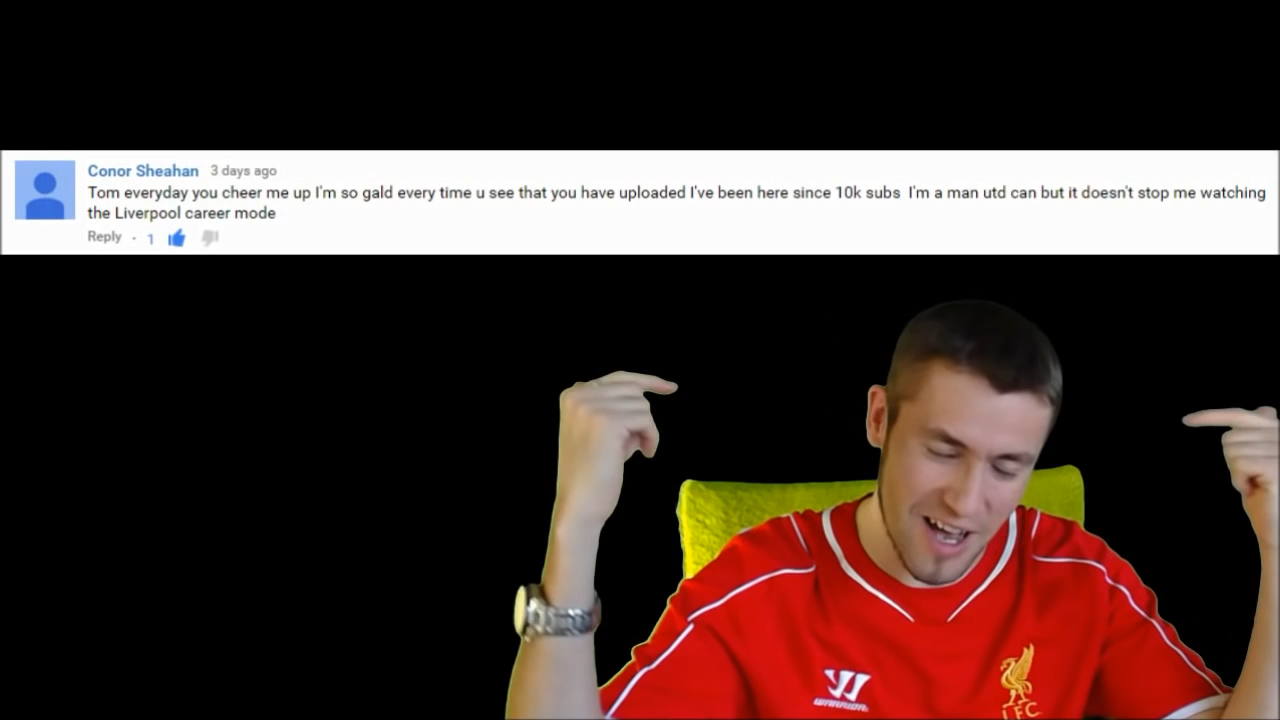 Conor Sheahan 3 days ago
Tom everyday you cheer me up I'm so gald every time u see that you have uploaded I've been here since 10k subs I'm a man utd can but it doesn't stop me watching
the Liverpool career mode
Reply · 1
WARRIOR
LFC